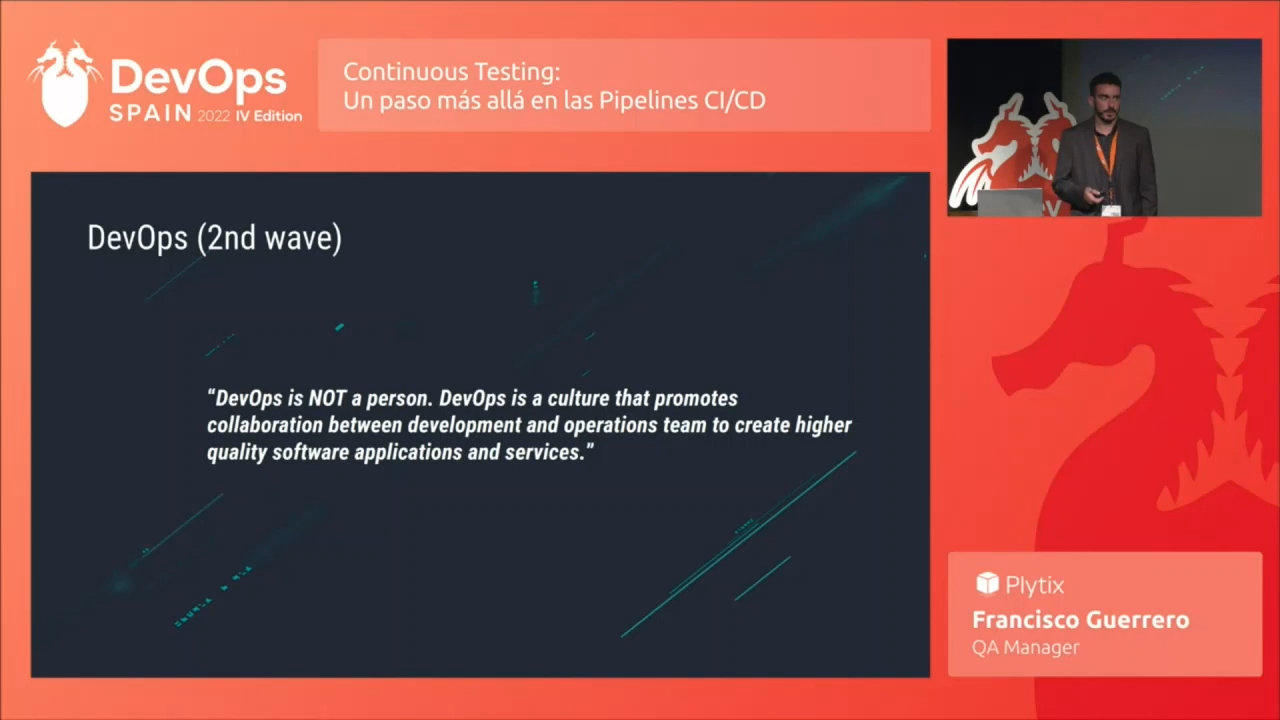 DevOps
SPAIN 2022 IV Edition
Continuous Testing:
Un paso más allá en las Pipelines CI/CD
DevOps (2nd wave)
“DevOps is NOT a person. DevOps is a culture that promotes
collaboration between development and operations team to create higher
quality software applications and services.”
Plytix
Francisco Guerrero
QA Manager